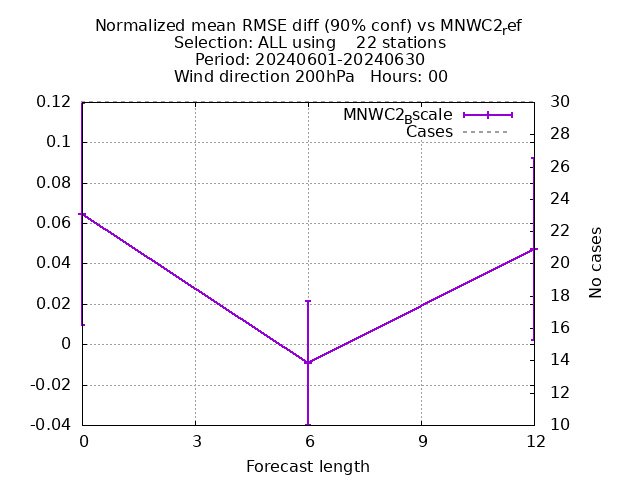 Normalized mean RMSE diff (90% conf) vs MNWC2_ref
Selection: ALL using    22 stations
Period: 20240601-20240630
Wind direction 200hPa   Hours: 00
MNWC2_Bscale
Cases
0.12
0.1
0.08
0.06
0.04
0.02
0
-0.02
-0.04
30
28
26
24
22
20
18
16
14
12
10
No cases
0 3 6 9 12
Forecast length